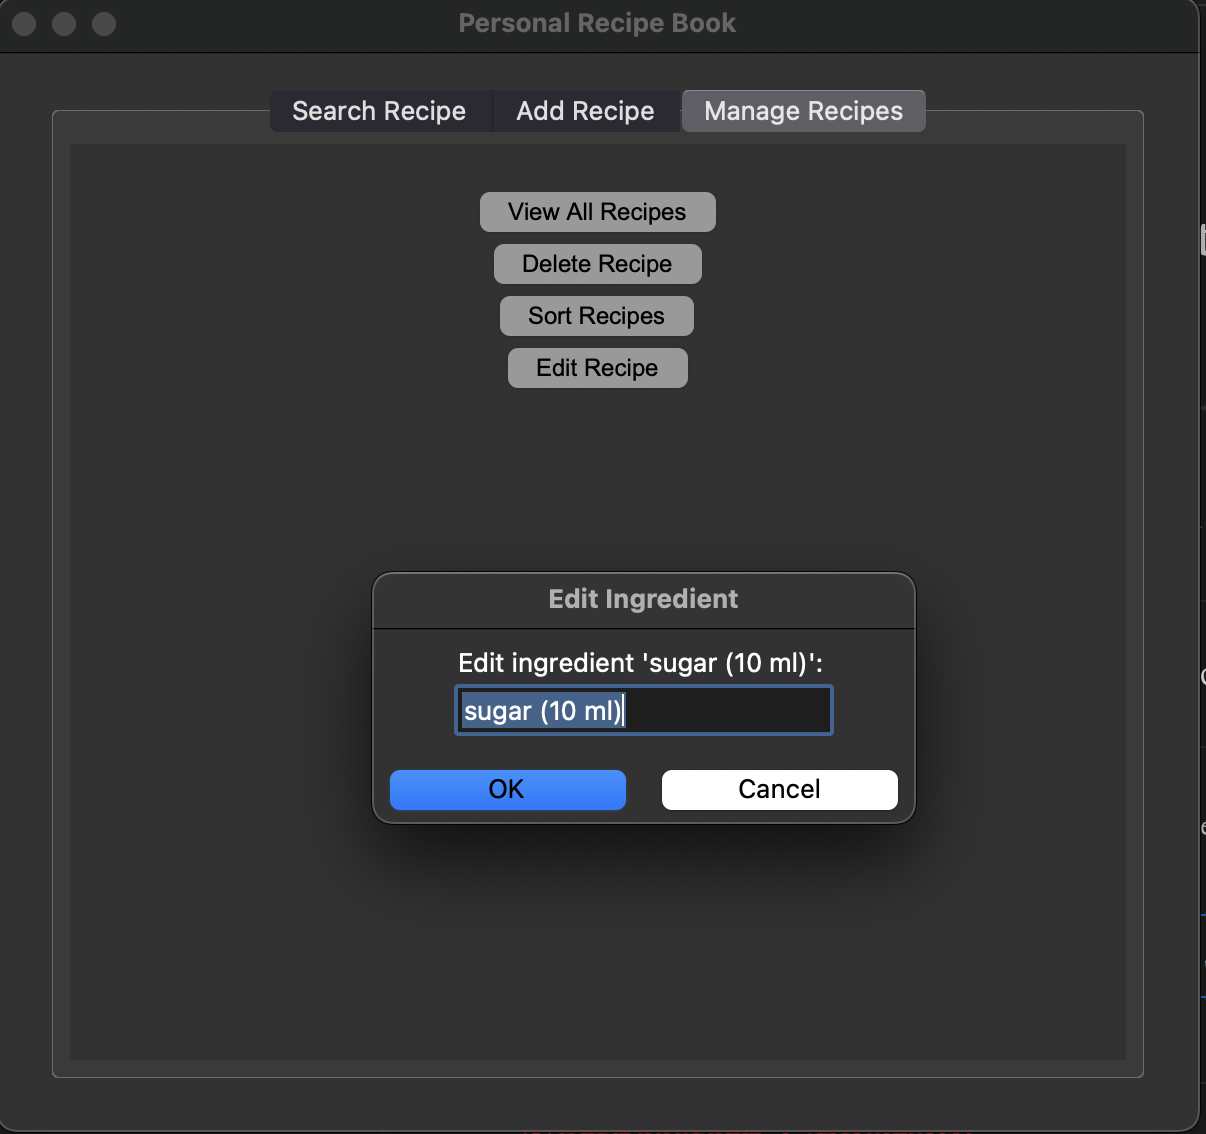 Personal Recipe Book
Search Recipe Add Recipe Manage Recipes
View All Recipes
Delete Recipe
Sort Recipes
Edit Recipe
Edit Ingredient
Edit ingredient 'sugar (10 ml)':
sugar (10 ml)
OK Cancel